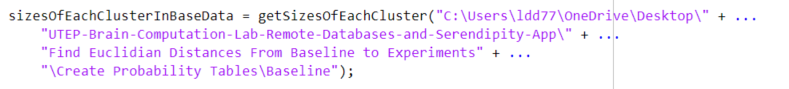 sizesOfEachClusterInBaseData = getSizesOfEachCluster("C:\Users\ldd77\OneDrive\Desktop\" + ...
"UTEP-Brain-Computation-Lab-Remote-Databases-and-Serendipity-App\" + ...
"Find Euclidian Distances From Baseline to Experiments" + ...
"\Create Probability Tables\Baseline");